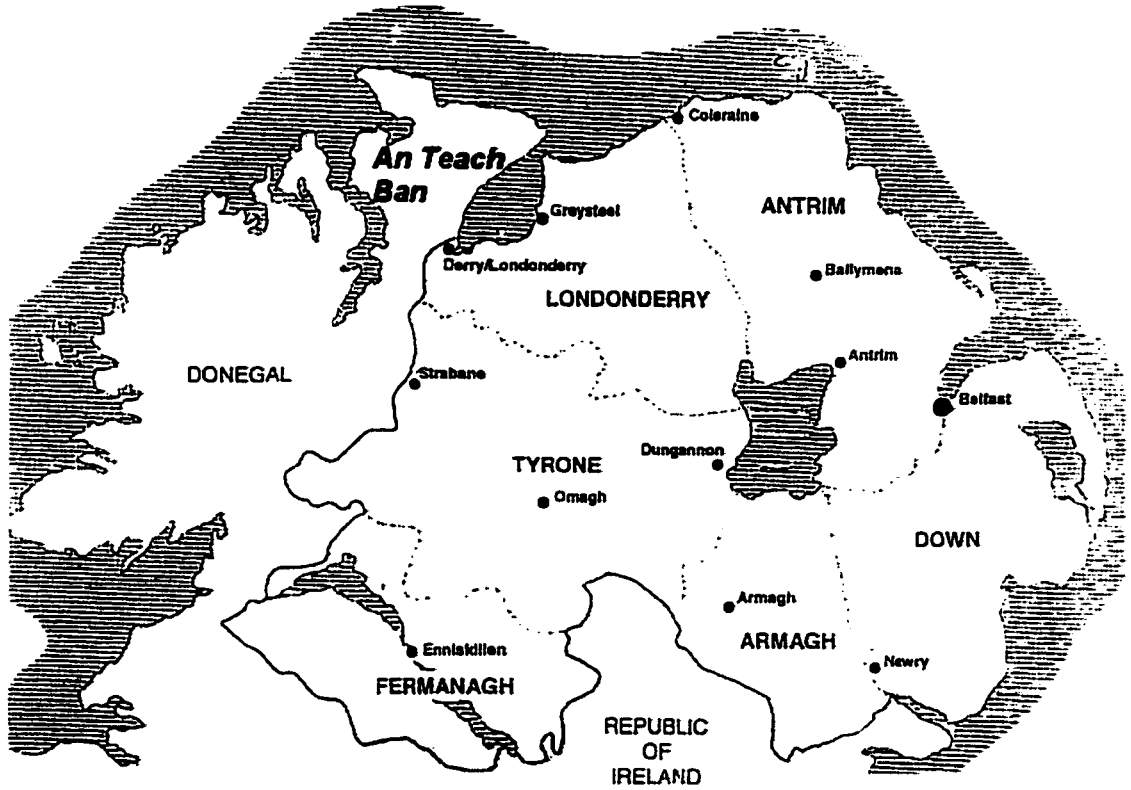 Coleraine
An Teach
Ban
ANTRIM
Greysteel
Derry/Londonderry
Ballymena
LONDONDERRY
Antrim
DONEGAL
Strabane
Belfast
Dungannon
TYRONE
Omagh
DOWN
Armagh
ARMAGH
Enniskillen
Newry
FERMANAGH
REPUBLIC
OF
IRELAND